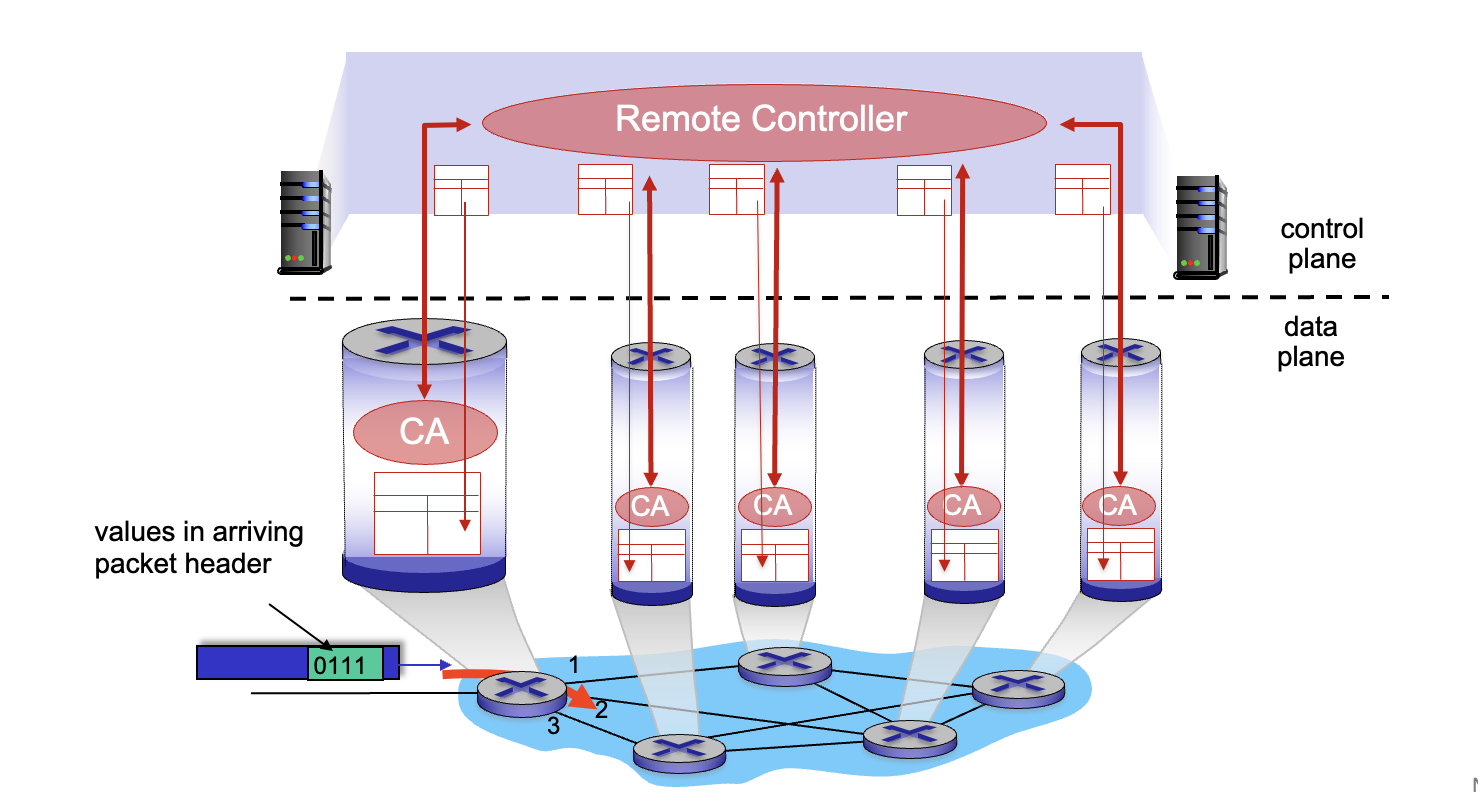 Remote Controller
control
plane
data
plane
CA
CA
CA
CA
CA
values in arriving
packet header
0111
1
2
3
N